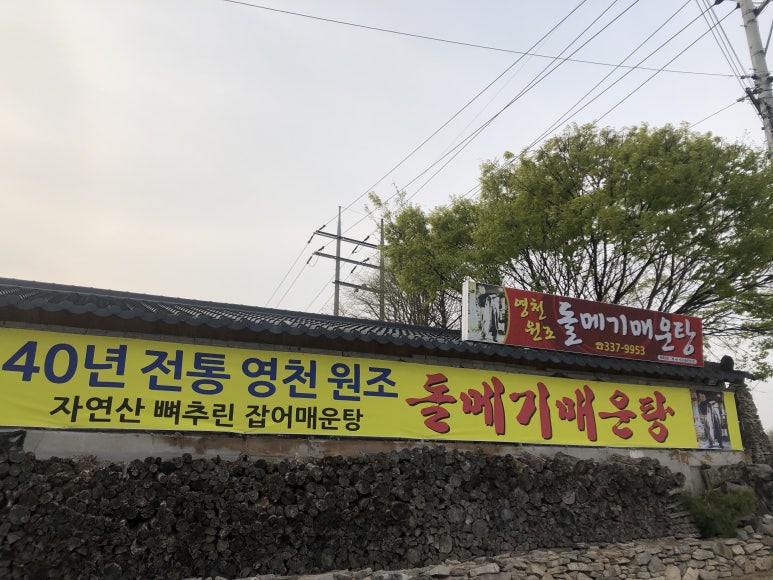 영천
원조
돌메기매운탕
☎337-9953
40년 전통 영천 원조
자연산 뼈추린 잡어매운탕
돌메기매운탕